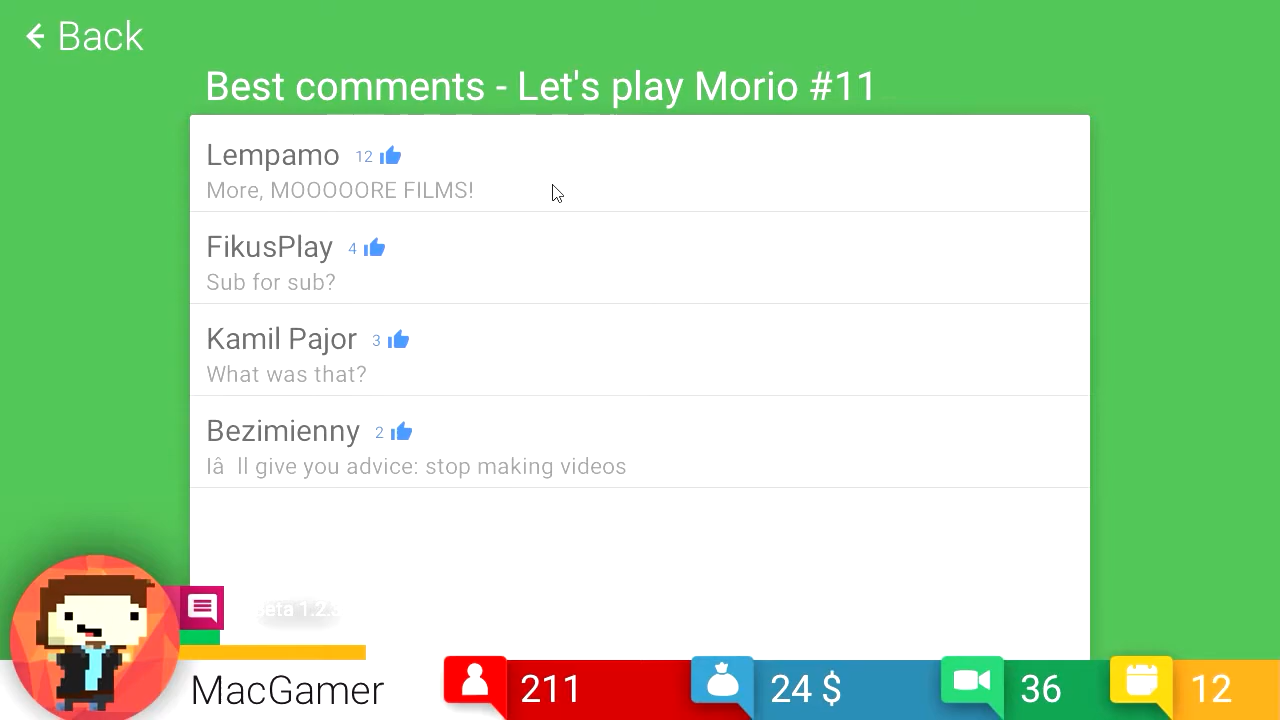 Back
Best comments - Let's play Morio #11
Lempamo 12
More, MOOOOORE FILMS!
FikusPlay 4
Sub for sub?
Kamil Pajor 3
What was that?
Bezimienny 2
Iâ ll give you advice: stop making videos
MacGamer
211
24 $
36
12